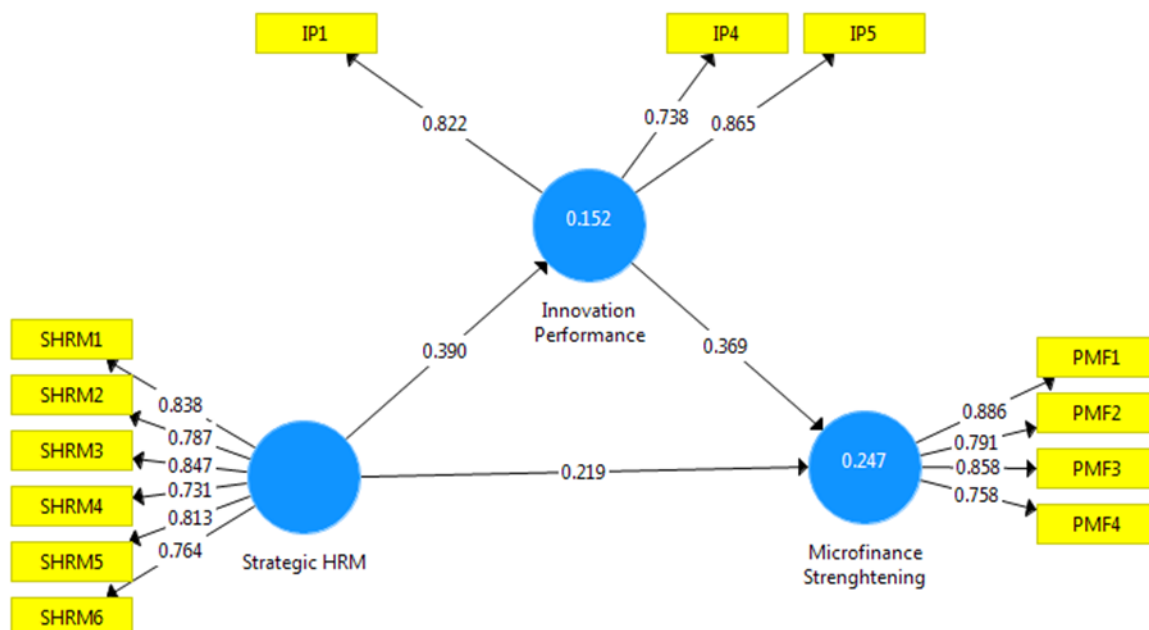 IP1
IP4
IP5
0.822
0.738
0.865
0.152
Innovation
Performance
0.390
0.369
SHRM1
SHRM2
SHRM3
SHRM4
SHRM5
SHRM6
0.838
0.787
0.847
0.731
0.813
0.764
Strategic HRM
0.219
0.247
Microfinance
Strenghtening
0.886
0.791
0.858
0.758
PMF1
PMF2
PMF3
PMF4